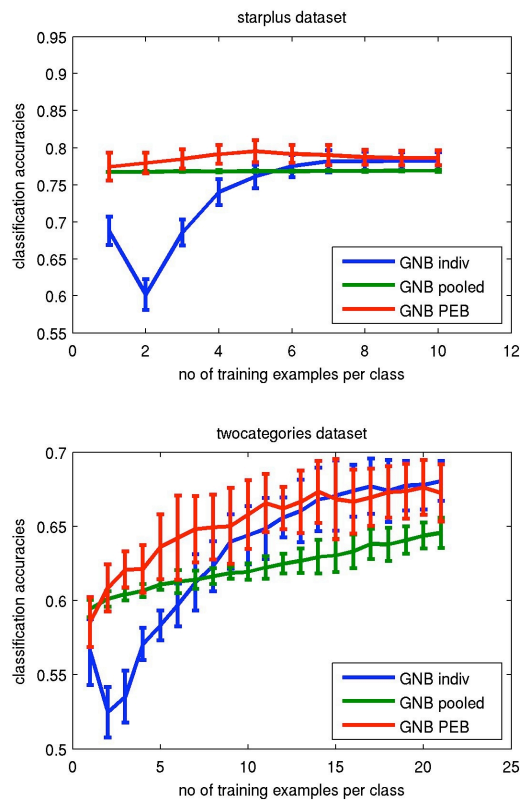 starplus dataset
0.95
0.9
0.85
0.8
0.75
0.7
0.65
0.6
0.55
classification accuracies
GNB indiv
GNB pooled
GNB PEB
0 2 4 6 8 10 12
no of training examples per class
twocategories dataset
0.7
0.65
0.6
0.55
0.5
classification accuracies
GNB indiv
GNB pooled
GNB PEB
0 5 10 15 20 25
no of training examples per class